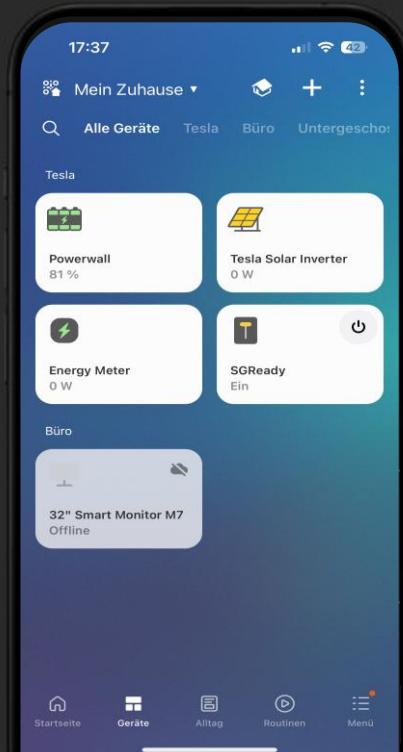 17:37
42
Mein Zuhause
Alle Geräte Tesla Büro Untergeschos
Tesla
Powerwall
81 %
Tesla Solar Inverter
0 W
Energy Meter
0 W
SGReady
Ein
Büro
32" Smart Monitor M7
Offline
Startseite Geräte Alltag Routinen Menü